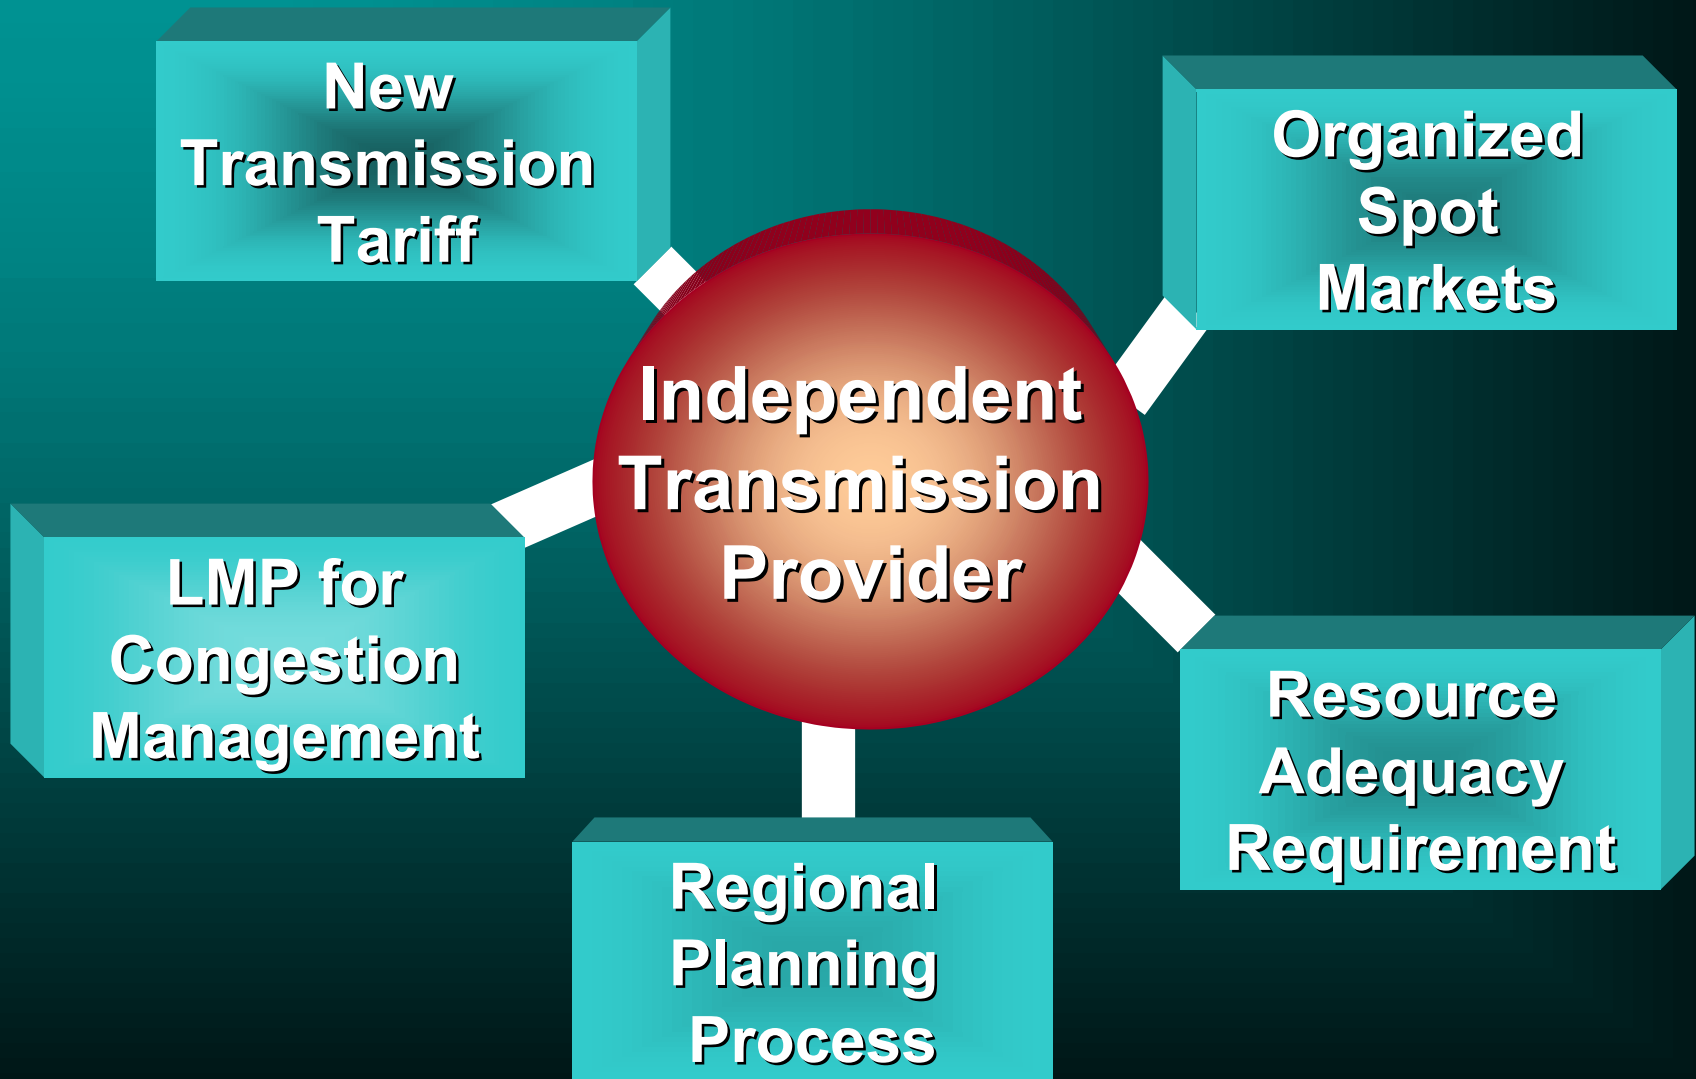 New
Transmission
Tariff
Organized
Spot
Markets
Independent
Transmission
Provider
LMP for
Congestion
Management
Resource
Adequacy
Requirement
Regional
Planning
Process